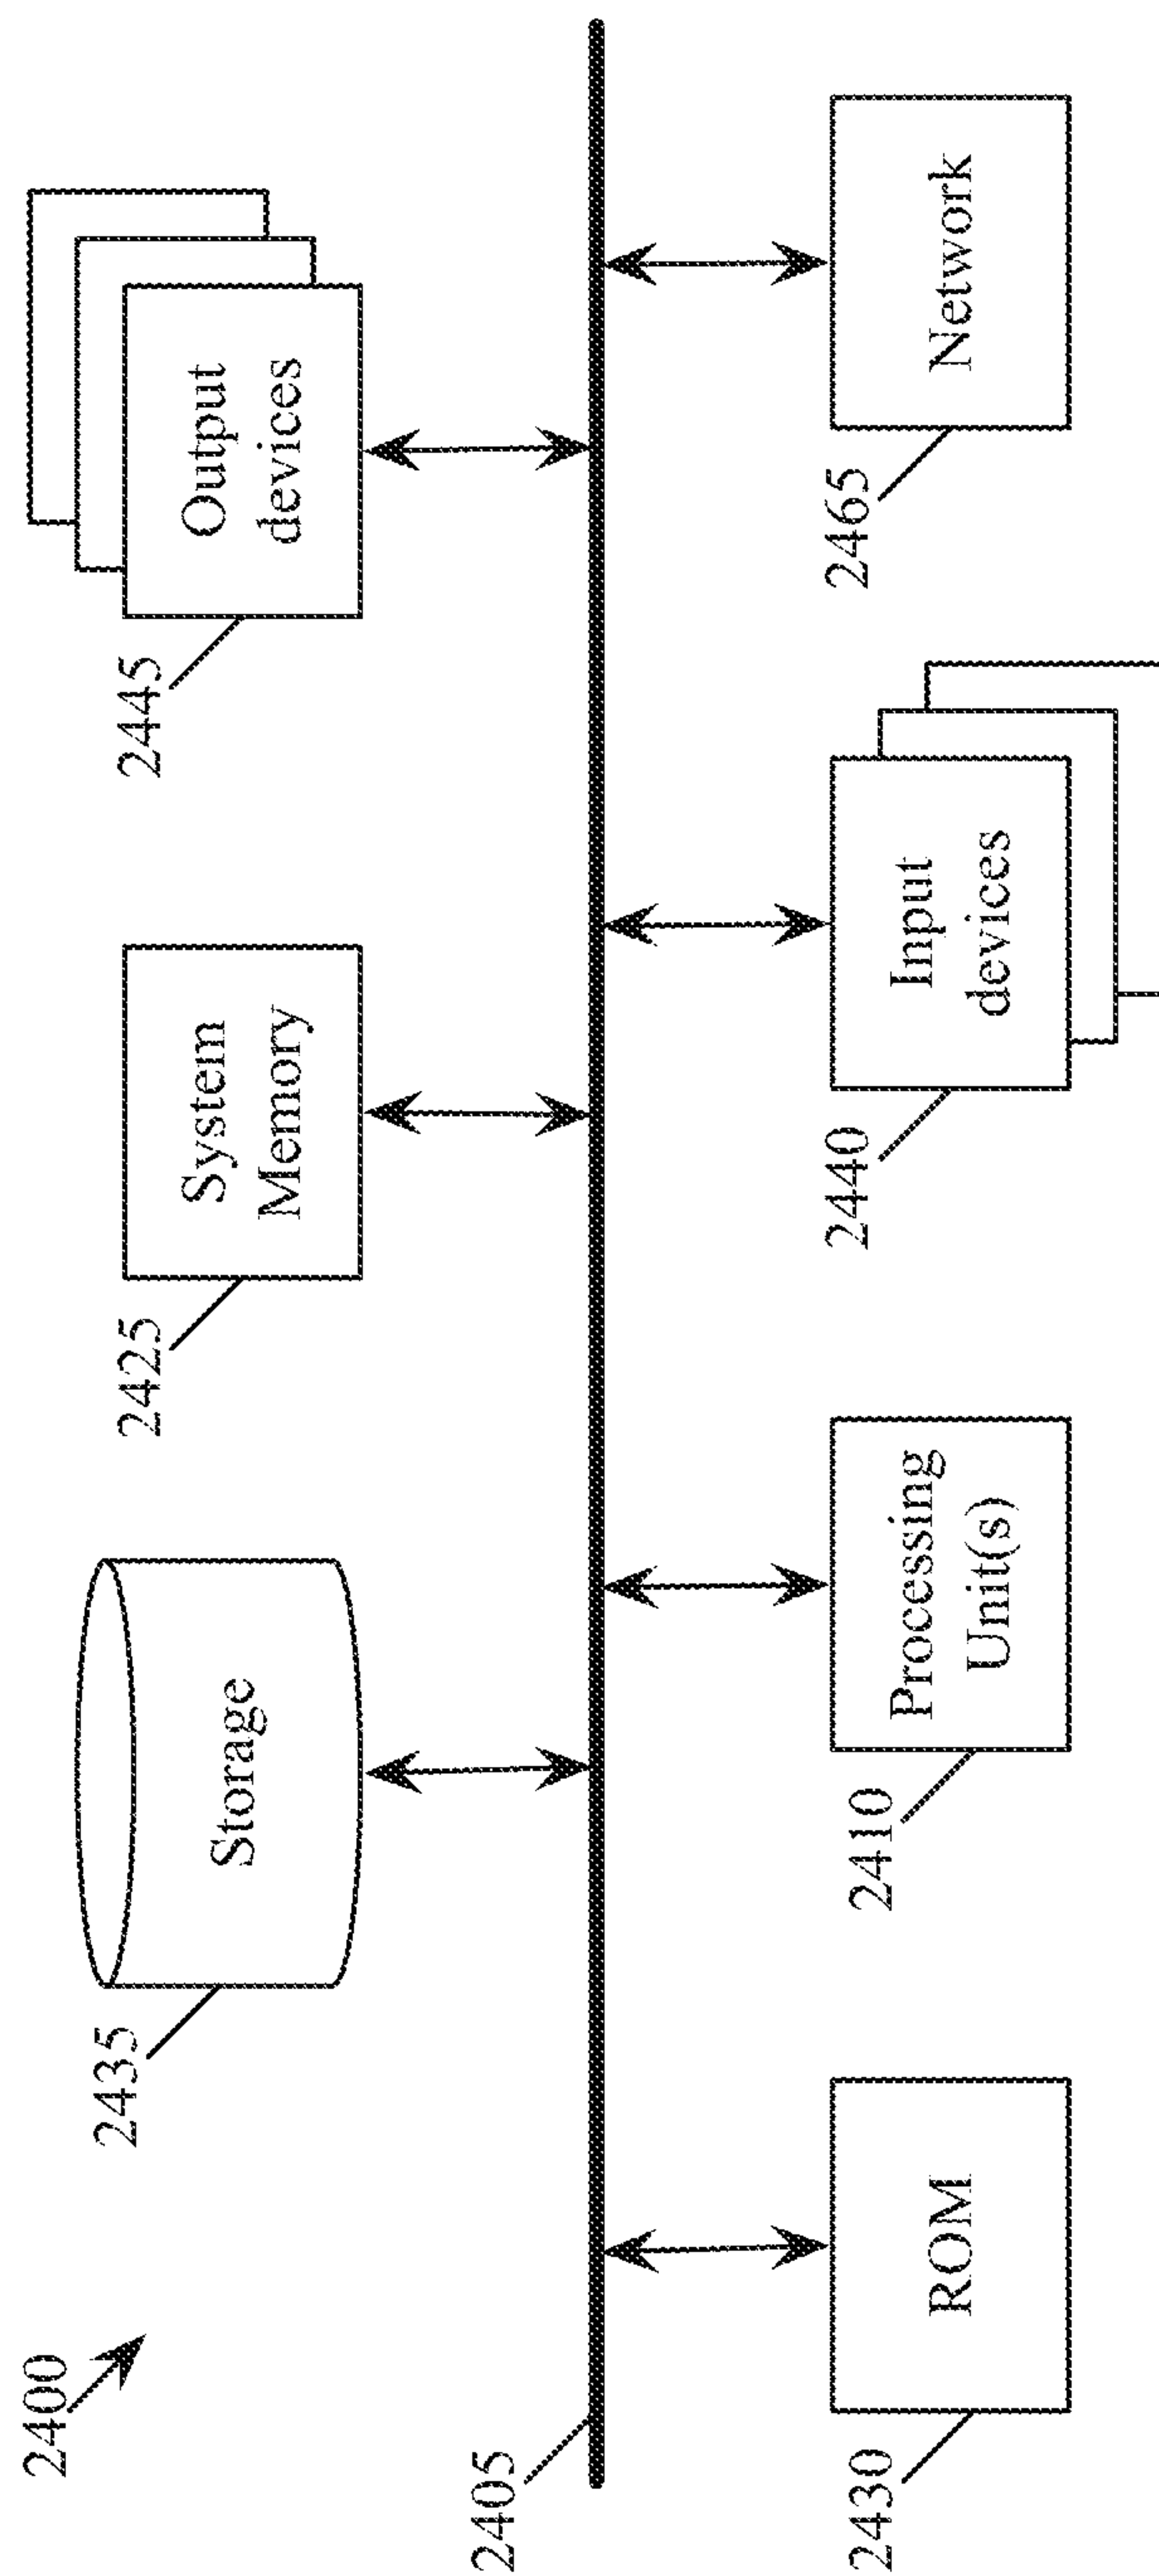 2400
2435
Storage
2425
System
Memory
2445
Output
devices
2405
2430
ROM
2410
Processing
Unit(s)
2440
Input
devices
2465
Network